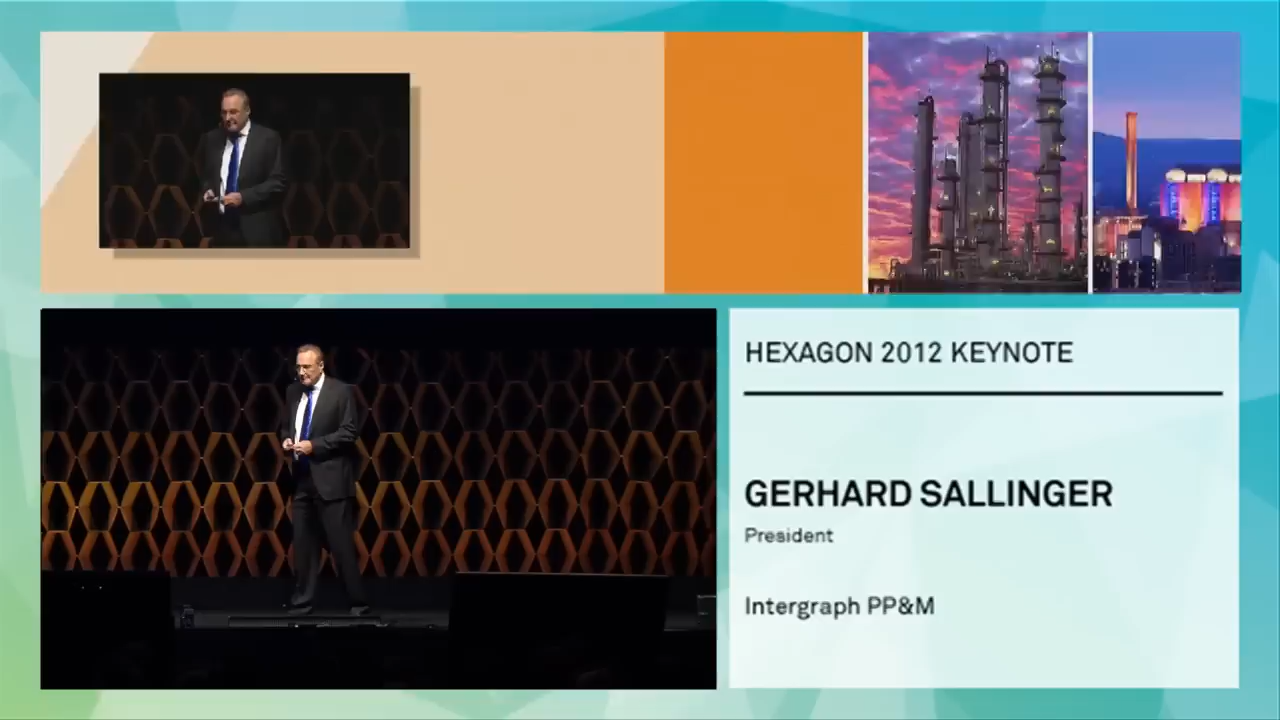 HEXAGON 2012 KEYNOTE
GERHARD SALLINGER
President
Intergraph PP&M